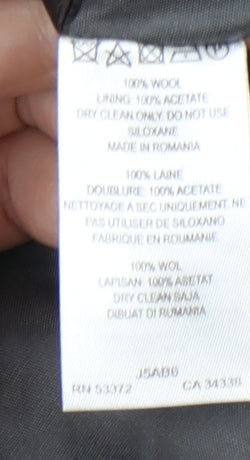 100% WOOL
LINING: 100% ACETATE
DRY CLEAN ONLY. DO NOT USE
SILOXANE
MADE IN ROMANIA
100% LAINE
DOUBLURE: 100% ACETATE
NETTOYAGE A SEC UNIQUEMENT. NE
PAS UTILISER DE SILOXANO
FABRIQUE EN ROUMANIE
100% WOL
LAPISAN: 100% ASETAT
DRY CLEAN SAJA
DIBUAT DI RUMANIA
J5AB6
RN 53372 CA 34338